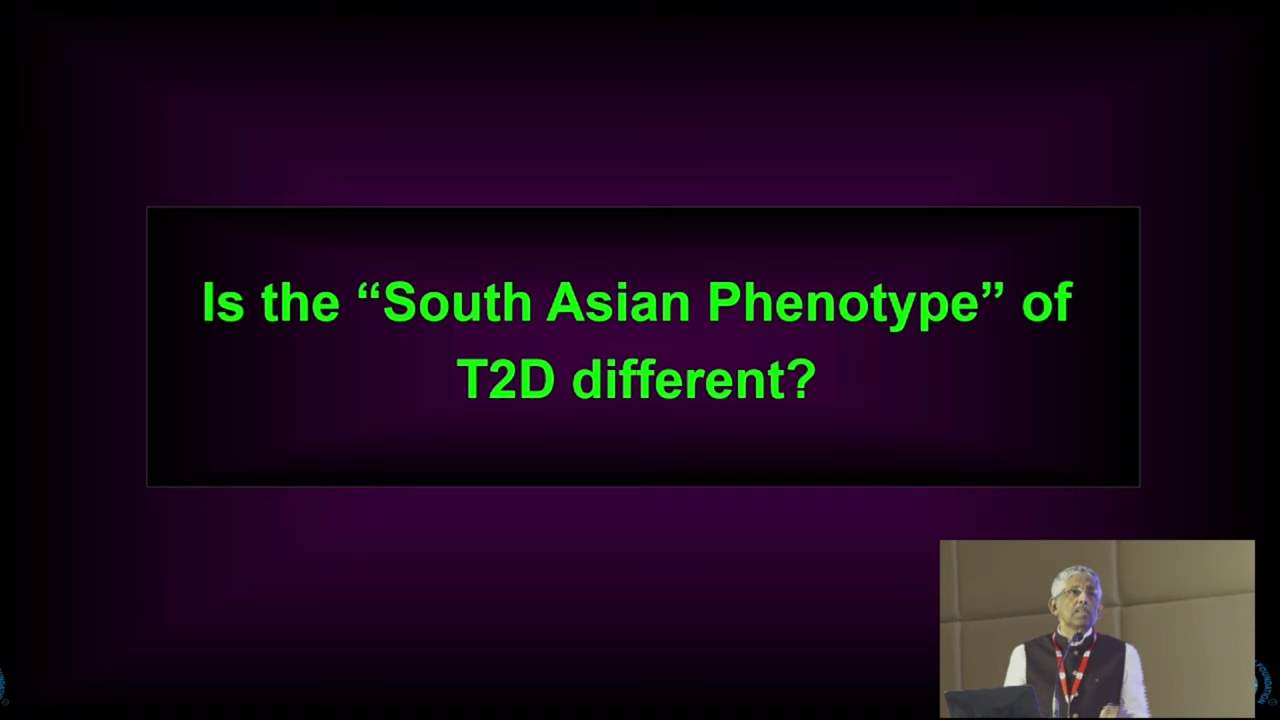 Is the “South Asian Phenotype” of
T2D different?